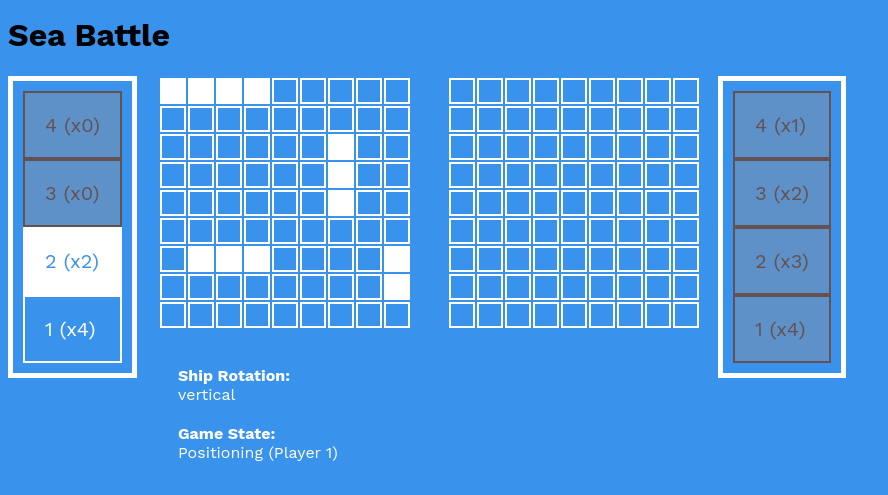 Sea Battle
4 (x0)
3 (x0)
2 (x2)
1 (x4)
4 (x1)
3 (x2)
2 (x3)
1 (x4)
Ship Rotation:
vertical
Game State:
Positioning (Player 1)